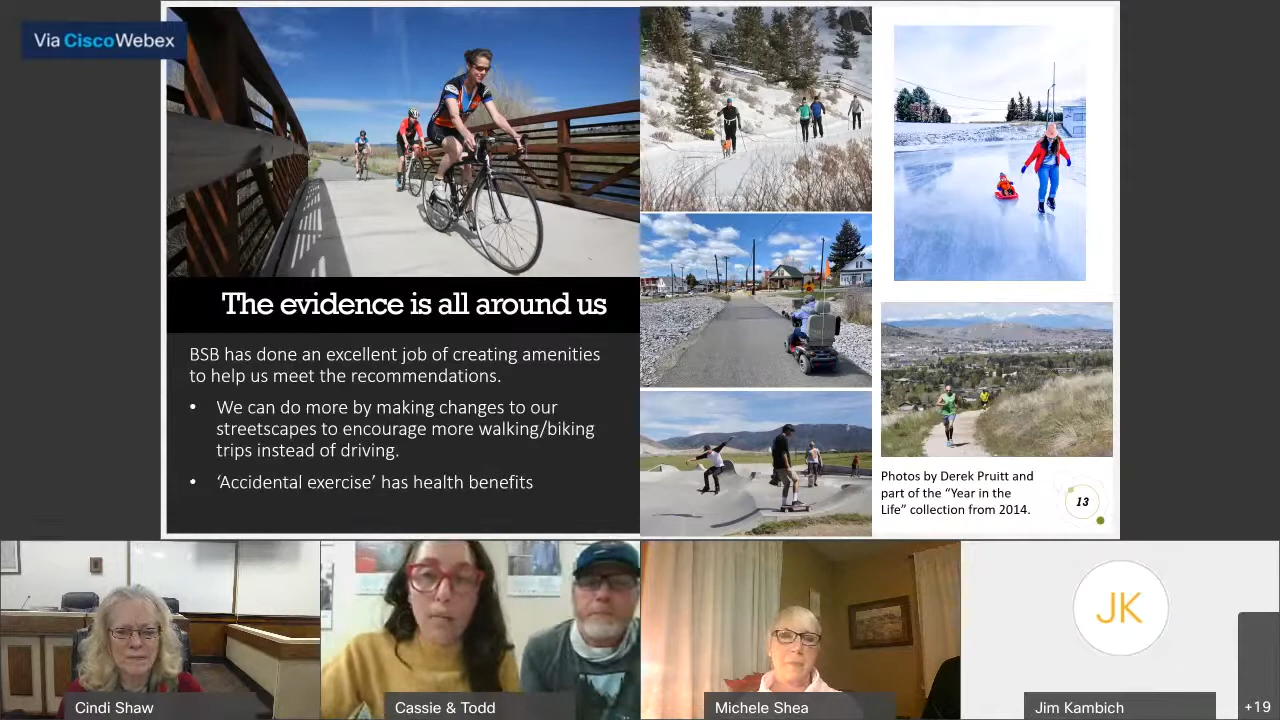 Via Cisco Webex
The evidence is all around us
BSB has done an excellent job of creating amenities
to help us meet the recommendations.
• We can do more by making changes to our
streetscapes to encourage more walking/biking
trips instead of driving.
• ‘Accidental exercise’ has health benefits
Photos by Derek Pruitt and
part of the “Year in the
Life” collection from 2014.
13
JK
Cindi Shaw
Cassie & Todd
Michele Shea
Jim Kambich
+19